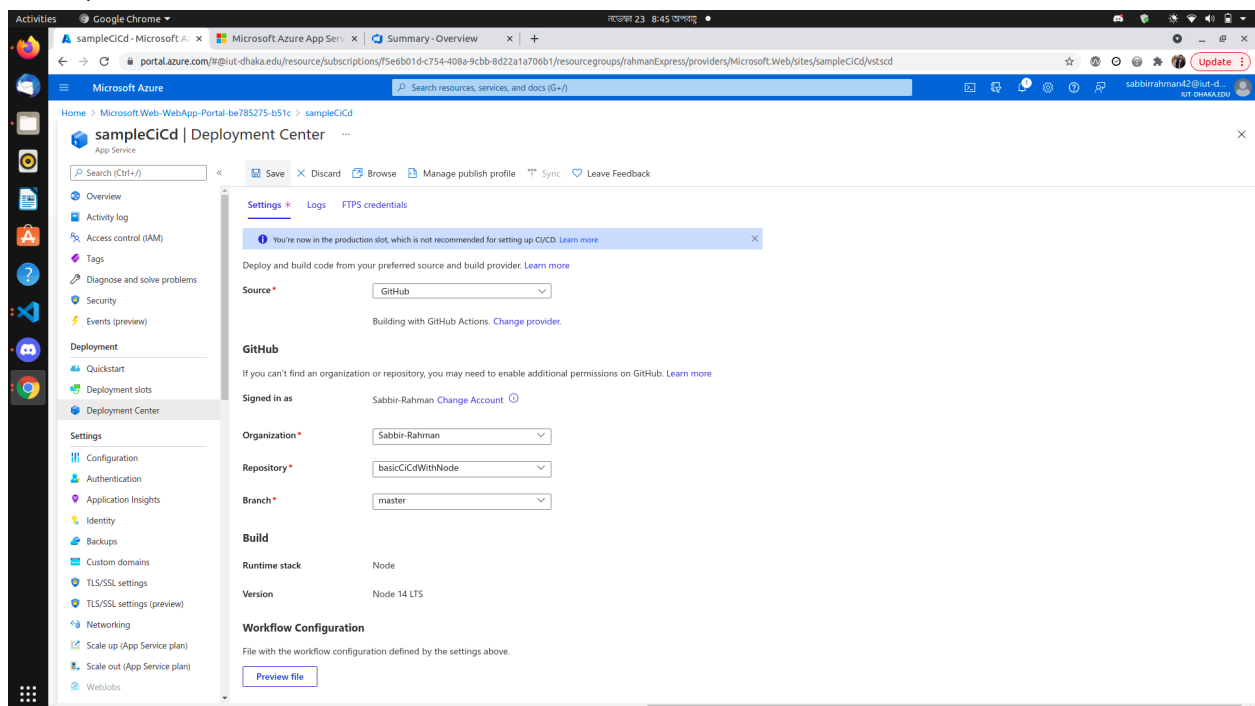 Activities Google Chrome নভেম্বর 23 8:45 অপরাহ্ণ
sampleCiCd - Microsoft A Microsoft Azure App Serv Summary - Overview
portal.azure.com/#@iut-dhaka.edu/resource/subscriptions/f5e6b01d-c754-408a-9cbb-8d22a1a706b1/resourcegroups/rahmanExpress/providers/Microsoft.Web/sites/sampleCiCd/vstscd Update
Microsoft Azure Search resources, services, and docs (G+/) 1 sabbirrahman42@iut-d...
IUT-DHAKA.EDU
Home > Microsoft.Web-WebApp-Portal-be785275-b51c > sampleCiCd
sampleCiCd | Deployment Center ...
App Service
Search (Ctrl+/) « Save Discard Browse Manage publish profile Sync Leave Feedback
Overview
Activity log
Access control (IAM)
Tags
Diagnose and solve problems
Security
Events (preview)
Deployment
Quickstart
Deployment slots
Deployment Center
Settings
Configuration
Authentication
Application Insights
Identity
Backups
Custom domains
TLS/SSL settings
TLS/SSL settings (preview)
Networking
Scale up (App Service plan)
Scale out (App Service plan)
WebJobs
Settings * Logs FTPS credentials
You're now in the production slot, which is not recommended for setting up CI/CD. Learn more
Deploy and build code from your preferred source and build provider. Learn more
Source * GitHub
Building with GitHub Actions. Change provider.
GitHub
If you can't find an organization or repository, you may need to enable additional permissions on GitHub. Learn more
Signed in as Sabbir-Rahman Change Account
Organization * Sabbir-Rahman
Repository * basicCiCdWithNode
Branch * master
Build
Runtime stack Node
Version Node 14 LTS
Workflow Configuration
File with the workflow configuration defined by the settings above.
Preview file